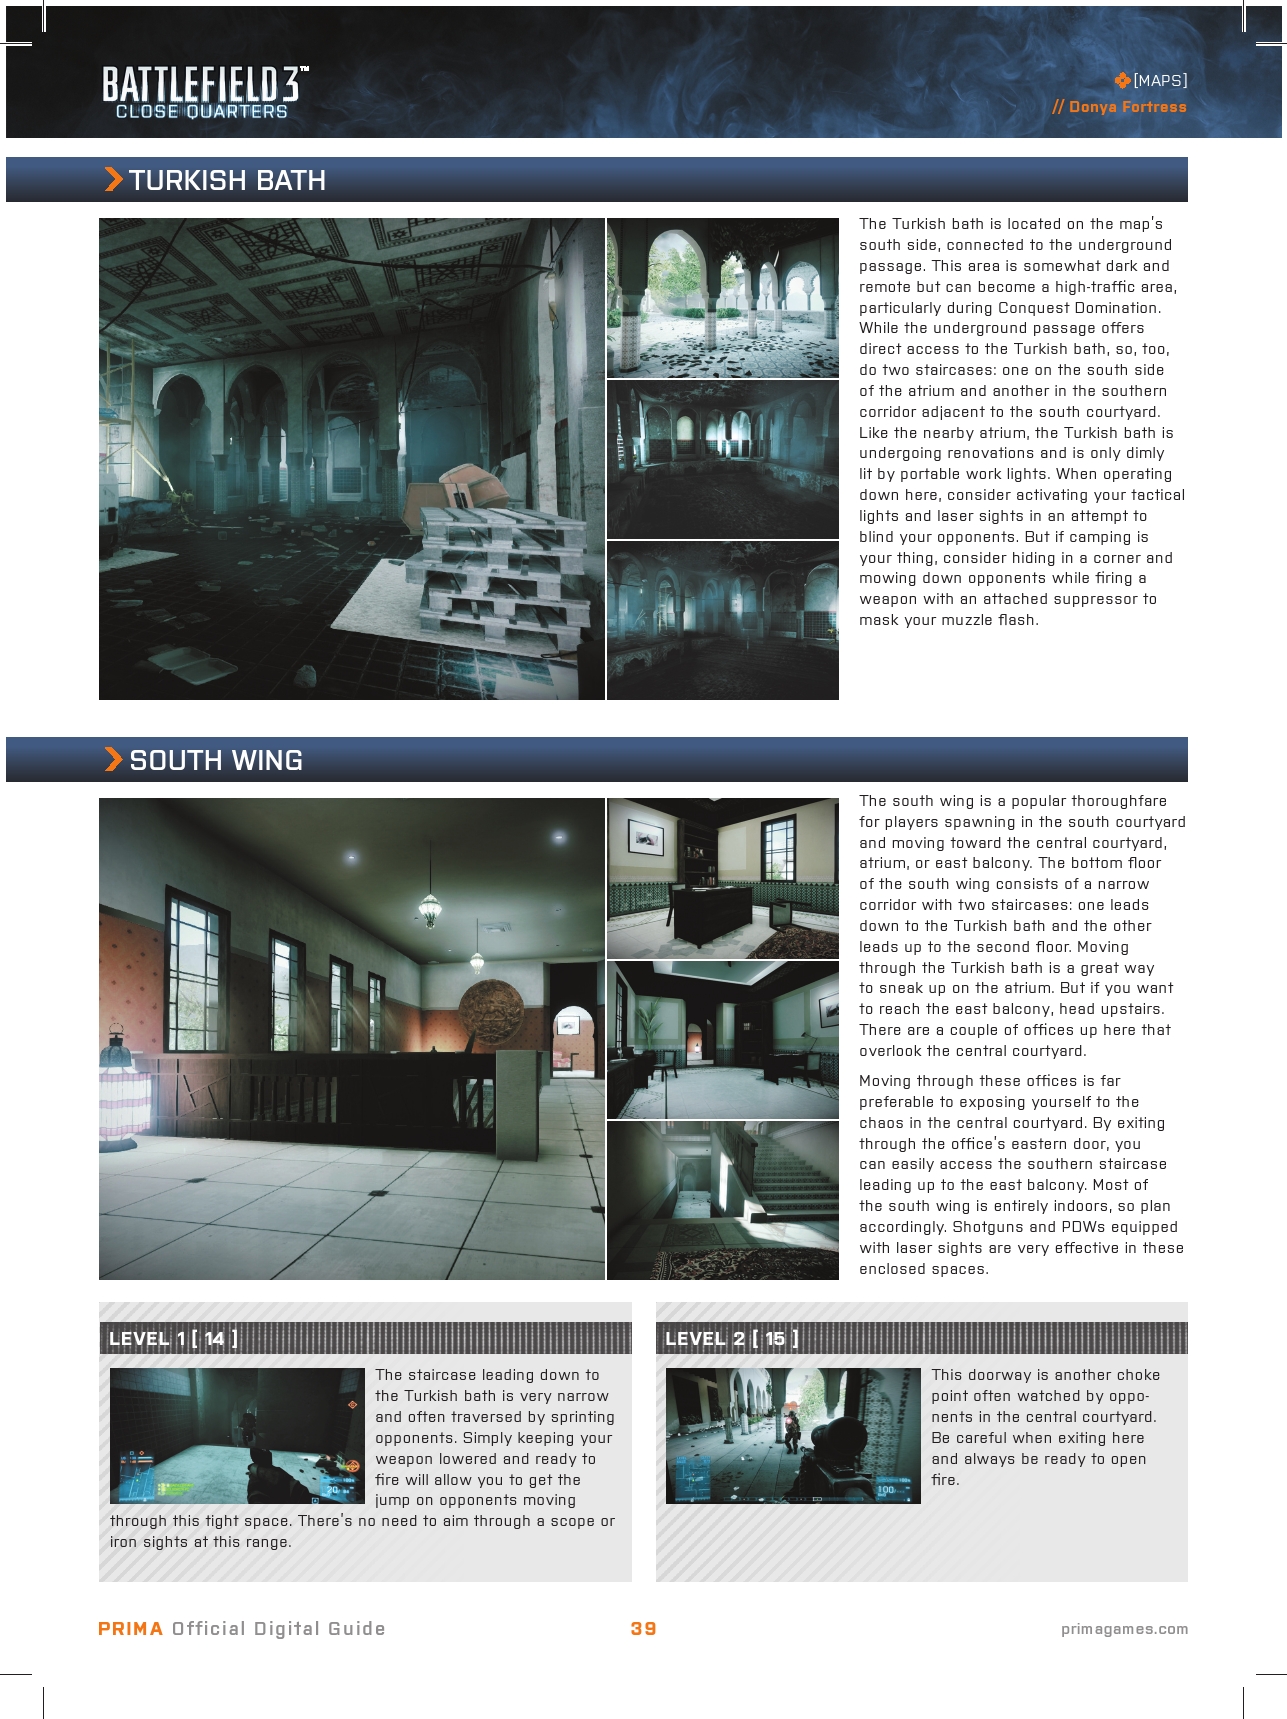 BATTLEFIELD 3™
CLOSE QUARTERS
[MAPS]
// Donya Fortress
TURKISH BATH
The Turkish bath is located on the map's
south side, connected to the underground
passage. This area is somewhat dark and
remote but can become a high-traffic area,
particularly during Conquest Domination.
While the underground passage offers
direct access to the Turkish bath, so, too,
do two staircases: one on the south side
of the atrium and another in the southern
corridor adjacent to the south courtyard.
Like the nearby atrium, the Turkish bath is
undergoing renovations and is only dimly
lit by portable work lights. When operating
down here, consider activating your tactical
lights and laser sights in an attempt to
blind your opponents. But if camping is
your thing, consider hiding in a corner and
mowing down opponents while firing a
weapon with an attached suppressor to
mask your muzzle flash.
SOUTH WING
The south wing is a popular thoroughfare
for players spawning in the south courtyard
and moving toward the central courtyard,
atrium, or east balcony. The bottom floor
of the south wing consists of a narrow
corridor with two staircases: one leads
down to the Turkish bath and the other
leads up to the second floor. Moving
through the Turkish bath is a great way
to sneak up on the atrium. But if you want
to reach the east balcony, head upstairs.
There are a couple of offices up here that
overlook the central courtyard.
Moving through these offices is far
preferable to exposing yourself to the
chaos in the central courtyard. By exiting
through the office's eastern door, you
can easily access the southern staircase
leading up to the east balcony. Most of
the south wing is entirely indoors, so plan
accordingly. Shotguns and PDWs equipped
with laser sights are very effective in these
enclosed spaces.
LEVEL 1 [ 14 ]
The staircase leading down to
the Turkish bath is very narrow
and often traversed by sprinting
opponents. Simply keeping your
weapon lowered and ready to
fire will allow you to get the
jump on opponents moving
through this tight space. There's no need to aim through a scope or
iron sights at this range.
20
LEVEL 2 [ 15 ]
This doorway is another choke
point often watched by oppo-
nents in the central courtyard.
Be careful when exiting here
and always be ready to open
fire.
100
PRIMA Official Digital Guide
39
primagames.com